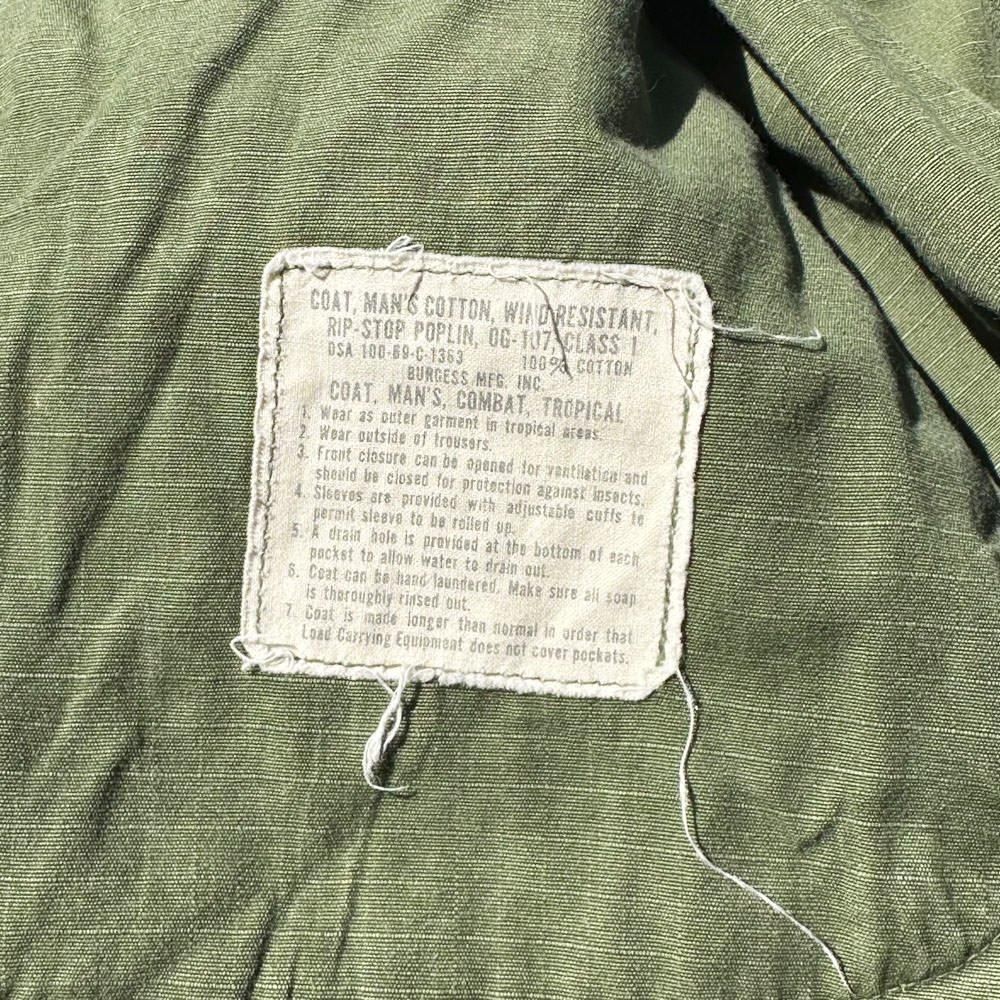 COAT, MAN'S COTTON, WIND RESISTANT,
RIP-STOP POPLIN, OG-107, CLASS 1
DSA 100-69-C-1363 100% COTTON
BURGESS MFG. INC.
COAT, MAN'S, COMBAT, TROPICAL
1. Wear as outer garment in tropical areas.
2. Wear outside of trousers.
3. Front closure can be opened for ventilation and
should be closed for protection against insects.
4. Sleeves are provided with adjustable cuffs to
permit sleeve to be rolled up.
5. A drain hole is provided at the bottom of each
pocket to allow water to drain out.
6. Coat can be hand laundered. Make sure all soap
is thoroughly rinsed out.
7. Coat is made longer than normal in order that
Load Carrying Equipment does not cover pockets.